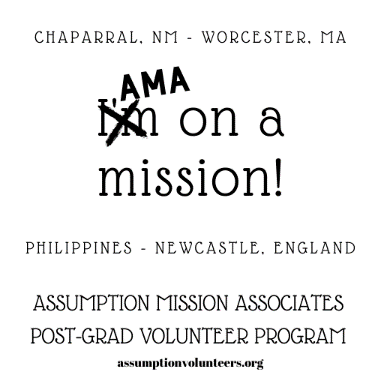 CHAPARRAL, NM - WORCESTER, MA
AMA
I'm on a
mission!
PHILIPPINES - NEWCASTLE, ENGLAND
ASSUMPTION MISSION ASSOCIATES
POST-GRAD VOLUNTEER PROGRAM
assumptionvolunteers.org